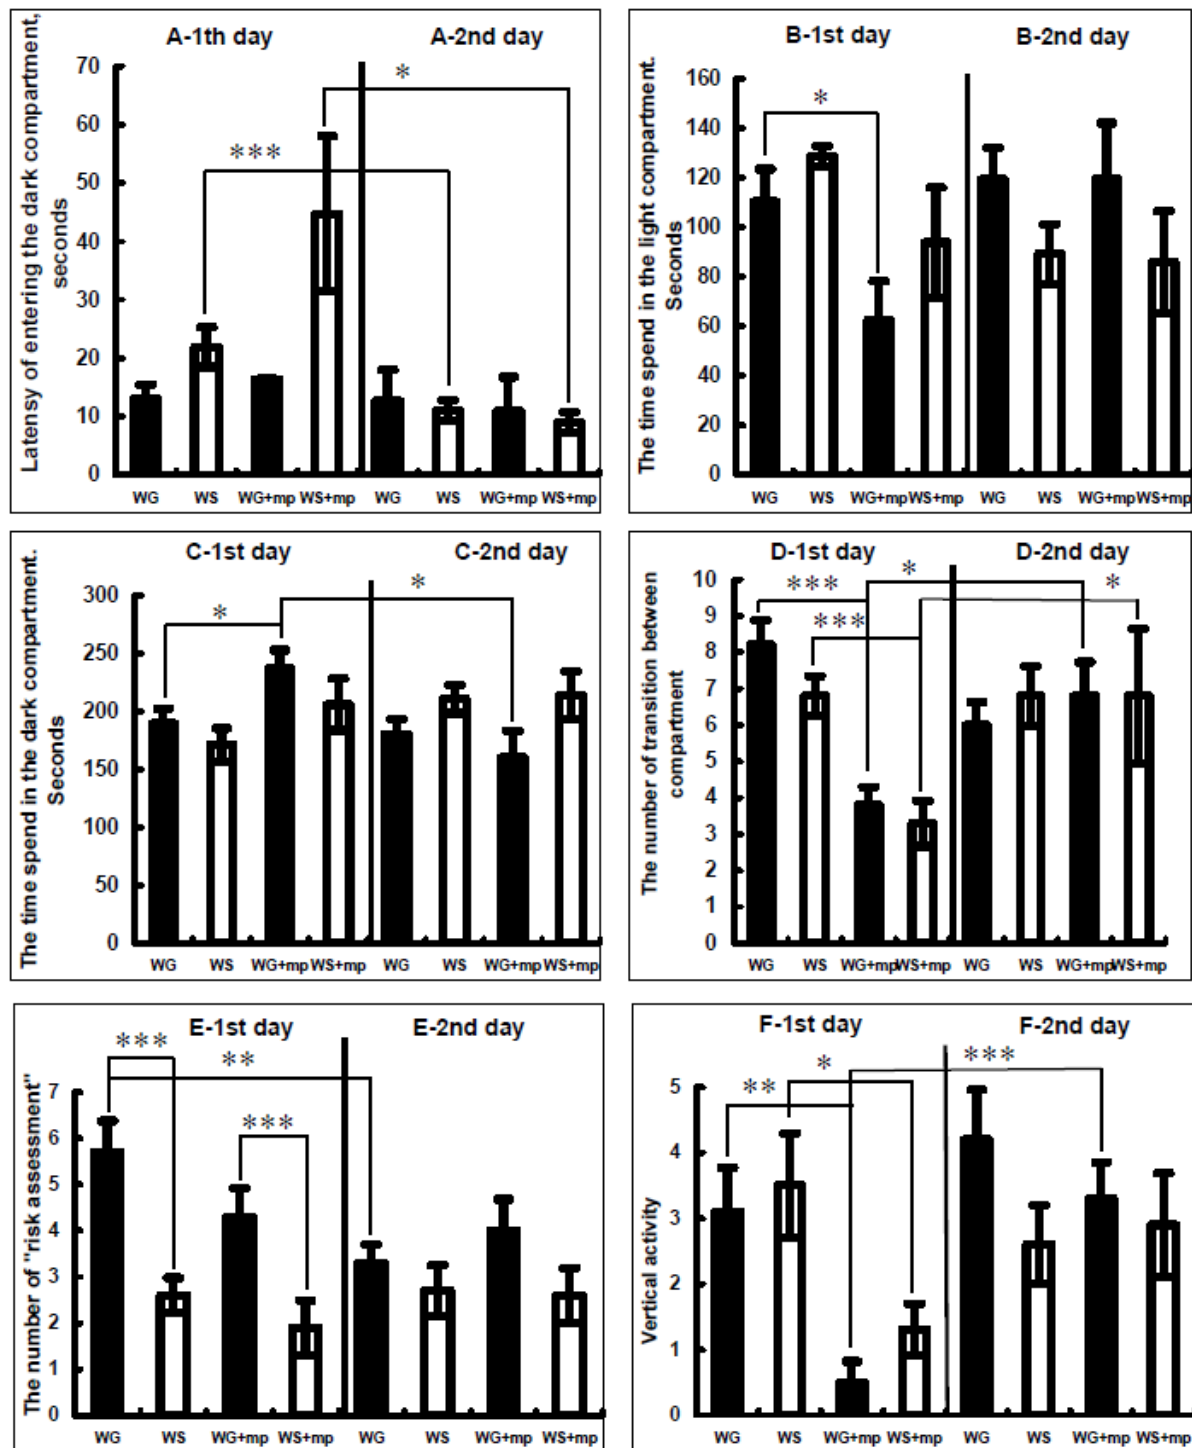 A-1th day A-2nd day
Latensy of entering the dark compartment,
seconds
70
60
50
40
30
20
10
0
*
***
WG WS WG+mp WS+mp WG WS WG+mp WS+mp
B-1st day B-2nd day
The time spend in the light compartment.
Seconds
160
140
120
100
80
60
40
20
0
*
WG WS WG+mp WS+mp WG WS WG+mp WS+mp
C-1st day C-2nd day
The time spend in the dark compartment.
Seconds
300
250
200
150
100
50
0
* *
WG WS WG+mp WS+mp WG WS WG+mp WS+mp
D-1st day D-2nd day
The number of transition between
compartment
10
9
8
7
6
5
4
3
2
1
0
*** * *
***
WG WS WG+mp WS+mp WG WS WG+mp WS+mp
E-1st day E-2nd day
The number of "risk assessment"
7
6
5
4
3
2
1
0
*** **
***
WG WS WG+mp WS+mp WG WS WG+mp WS+mp
F-1st day F-2nd day
Vertical activity
5
4
3
2
1
0
** * ***
WG WS WG+mp WS+mp WG WS WG+mp WS+mp